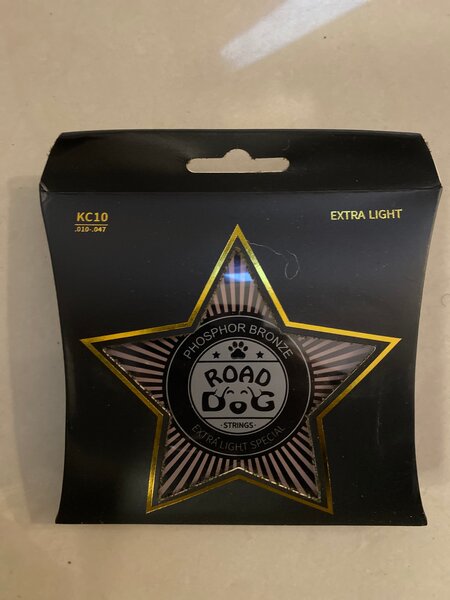 KC10
.010-.047
EXTRA LIGHT
PHOSPHOR BRONZE
ROAD
DOG
·STRINGS·
EXTRA LIGHT SPECIAL